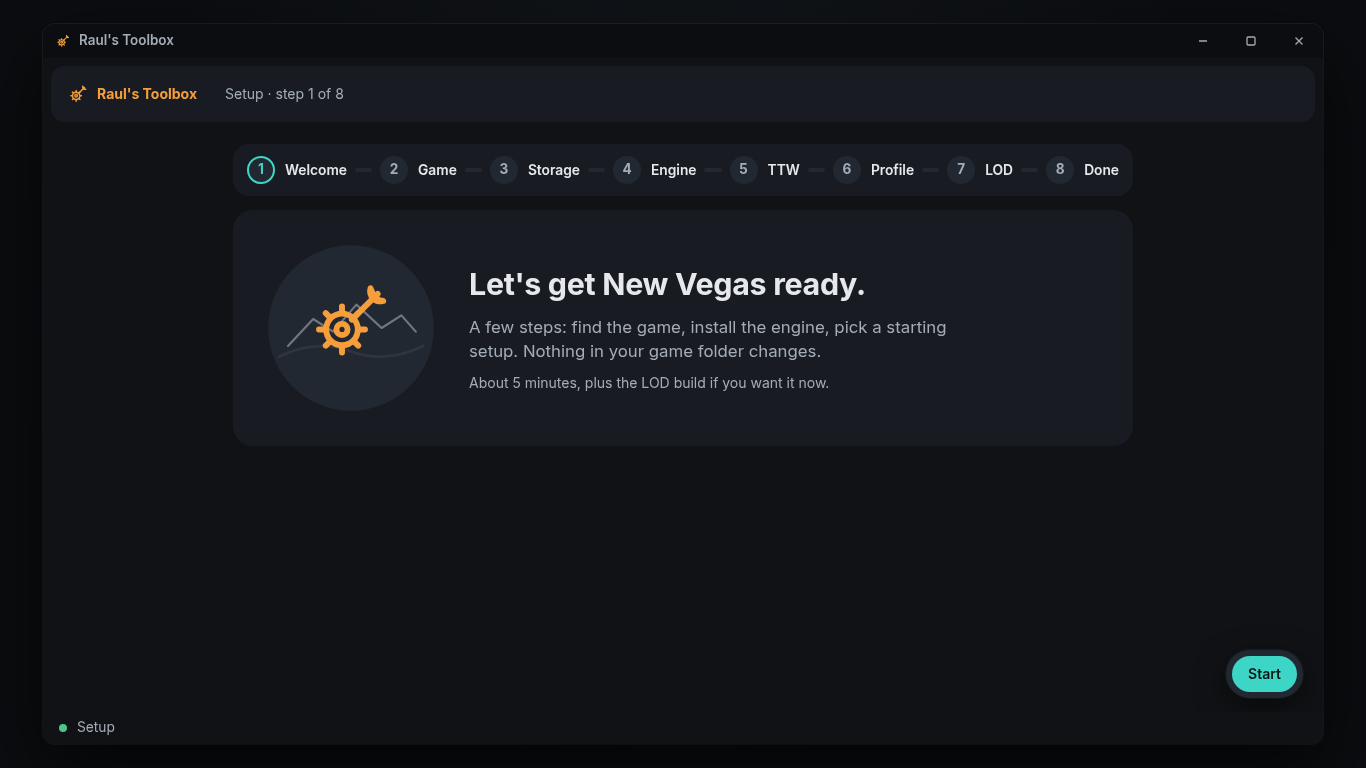 Raul's Toolbox
Raul's Toolbox Setup · step 1 of 8
1 Welcome 2 Game 3 Storage 4 Engine 5 TTW 6 Profile 7 LOD 8 Done
Let's get New Vegas ready.
A few steps: find the game, install the engine, pick a starting
setup. Nothing in your game folder changes.
About 5 minutes, plus the LOD build if you want it now.
Start
Setup